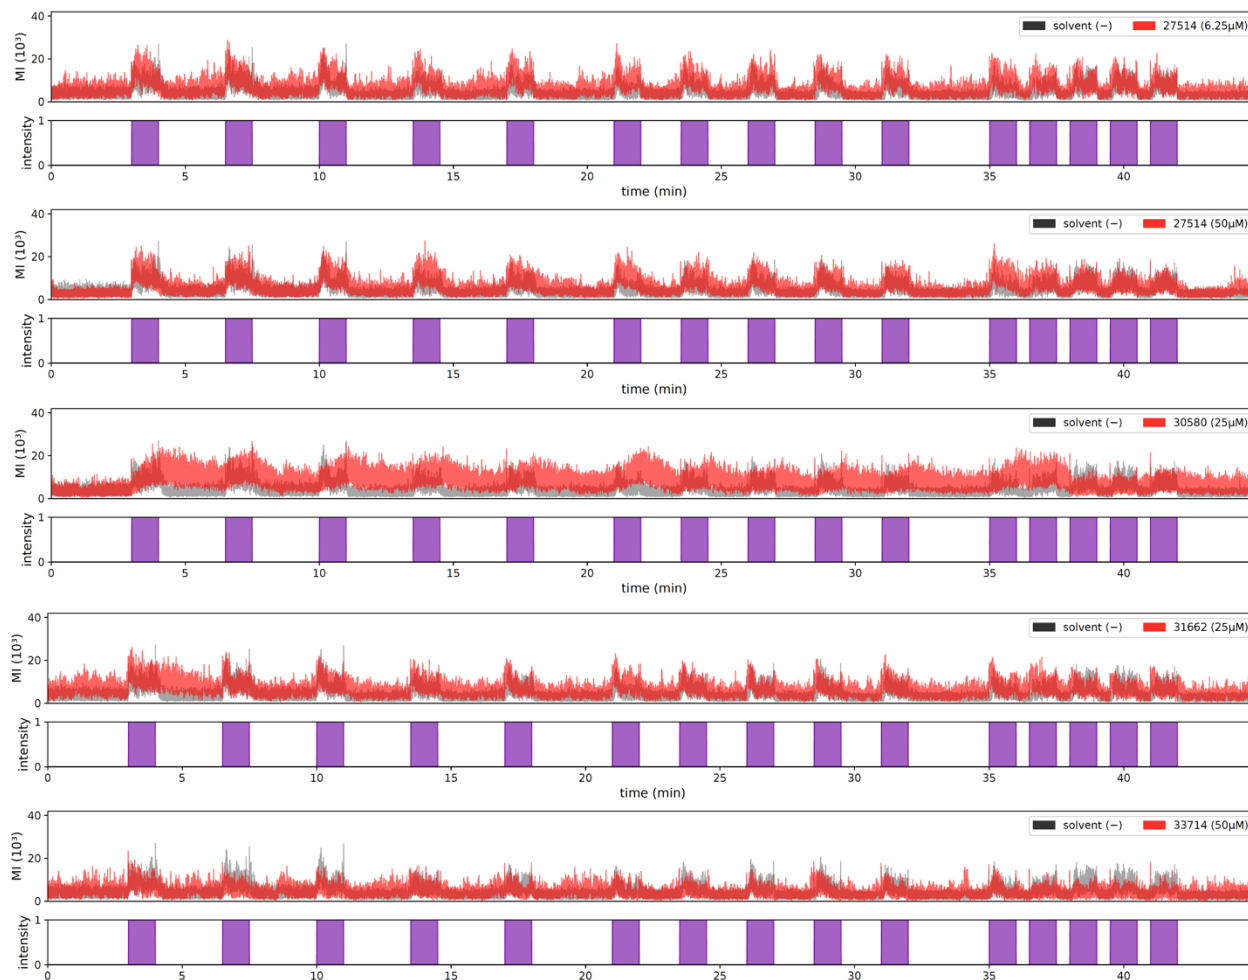 40
20
0
MI (10³)
solvent (−) 27514 (6.25μM)
1
0
intensity
0 5 10 15 20 25 30 35 40
time (min)
40
20
0
MI (10³)
solvent (−) 27514 (50μM)
1
0
intensity
0 5 10 15 20 25 30 35 40
time (min)
40
20
0
MI (10³)
solvent (−) 30580 (25μM)
1
0
intensity
0 5 10 15 20 25 30 35 40
time (min)
40
20
0
MI (10³)
solvent (−) 31662 (25μM)
1
0
intensity
0 5 10 15 20 25 30 35 40
time (min)
40
20
0
MI (10³)
solvent (−) 33714 (50μM)
1
0
intensity
0 5 10 15 20 25 30 35 40